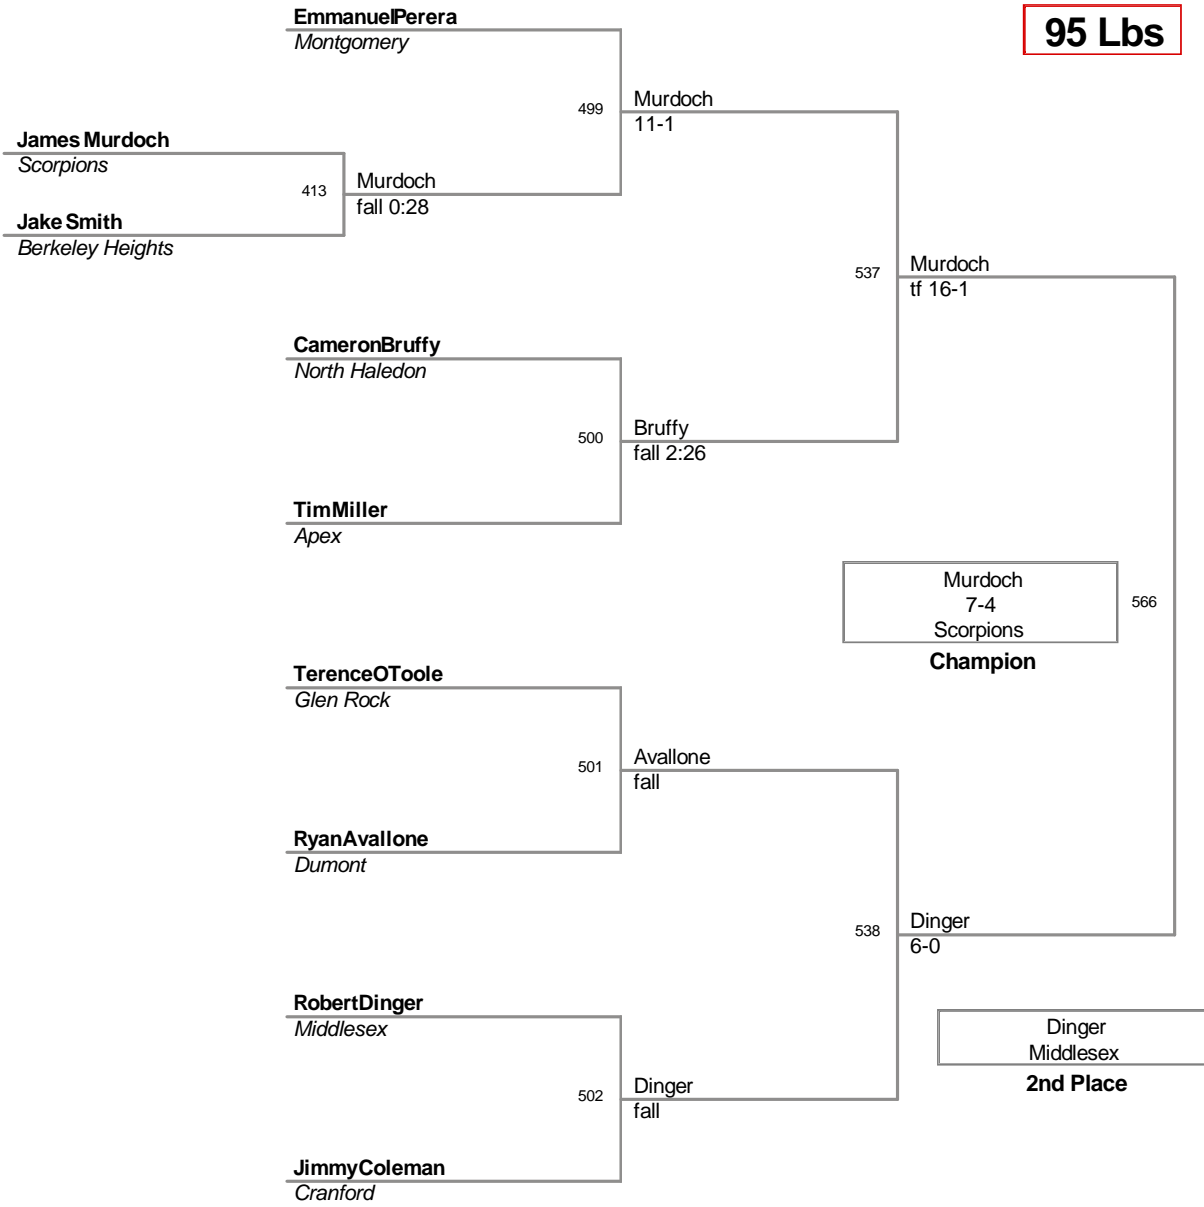 EmmanuelPerera
Montgomery
95 Lbs
499
Murdoch
11-1
James Murdoch
Scorpions
413
Murdoch
fall 0:28
Jake Smith
Berkeley Heights
537
Murdoch
tf 16-1
CameronBruffy
North Haledon
500
Bruffy
fall 2:26
TimMiller
Apex
Murdoch
7-4
Scorpions
Champion
566
TerenceOToole
Glen Rock
501
Avallone
fall
RyanAvallone
Dumont
538
Dinger
6-0
RobertDinger
Middlesex
Dinger
Middlesex
2nd Place
502
Dinger
fall
JimmyColeman
Cranford